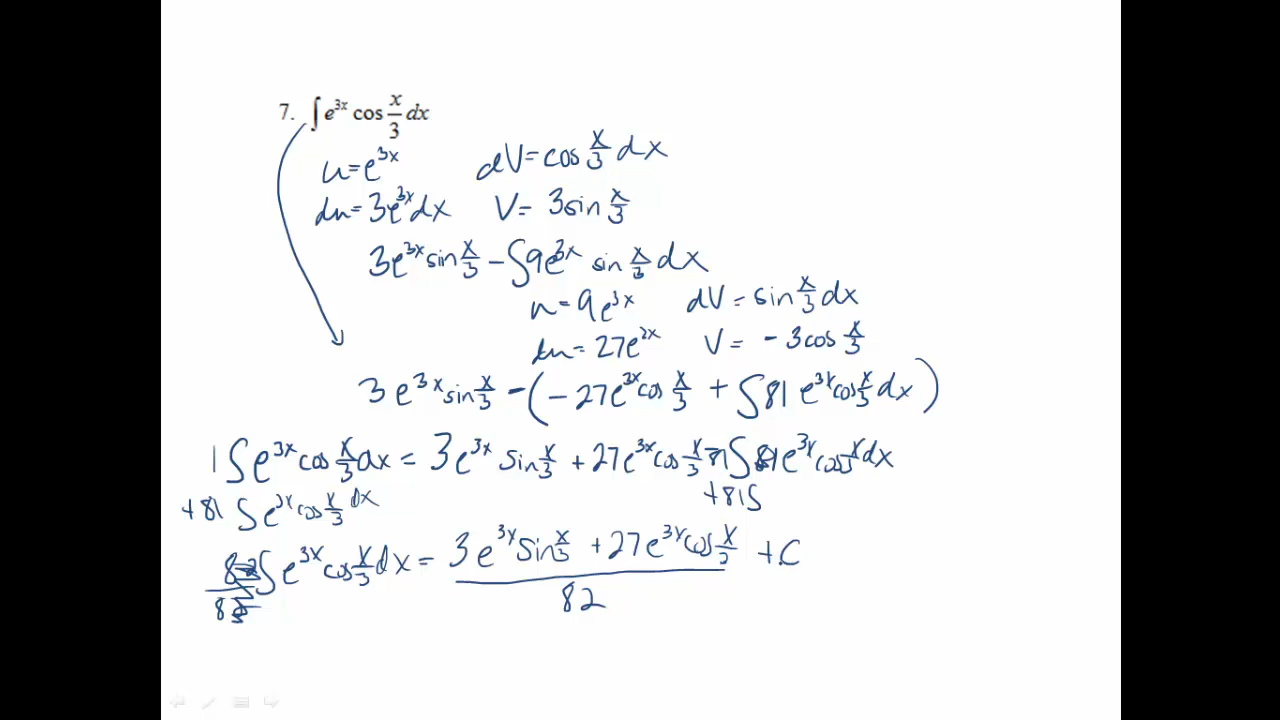 7. ∫ e^{3x} cos x/3 dx
u = e^{3x} dV = cos x/3 dx
du = 3e^{3x} dx V = 3 sin x/3
3e^{3x} sin x/3 − ∫ 9e^{3x} sin x/3 dx
u = 9e^{3x} dV = sin x/3 dx
du = 27e^{2x} V = −3 cos x/3
3e^{3x} sin x/3 − (−27e^{3x} cos x/3 + ∫ 81 e^{3x} cos x/3 dx)
1∫ e^{3x} cos x/3 dx = 3e^{3x} sin x/3 + 27e^{3x} cos x/3 ∫ e^{3x} cos x/3 dx
+81 ∫ e^{3x} cos x/3 dx +81∫
∫ e^{3x} cos x/3 dx = (3e^{3x} sin x/3 + 27e^{3x} cos x/3)/82 + C